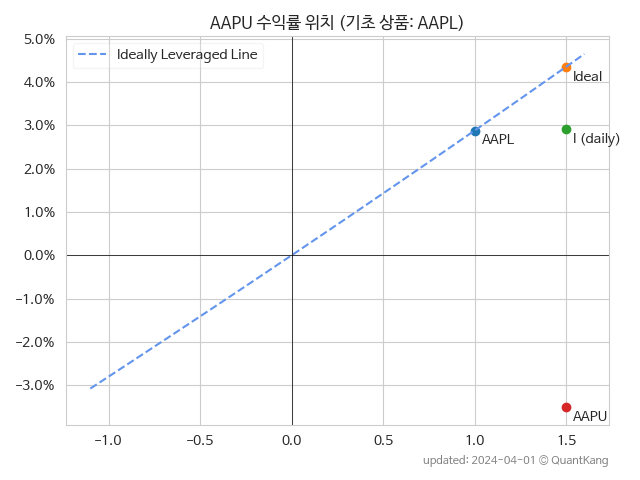 AAPU 수익률 위치 (기초 상품: AAPL)
5.0%
Ideally Leveraged Line
4.0%
Ideal
3.0%
AAPL
I (daily)
2.0%
1.0%
0.0%
−1.0%
−2.0%
−3.0%
AAPU
−1.0 −0.5 0.0 0.5 1.0 1.5
updated: 2024-04-01 © QuantKang